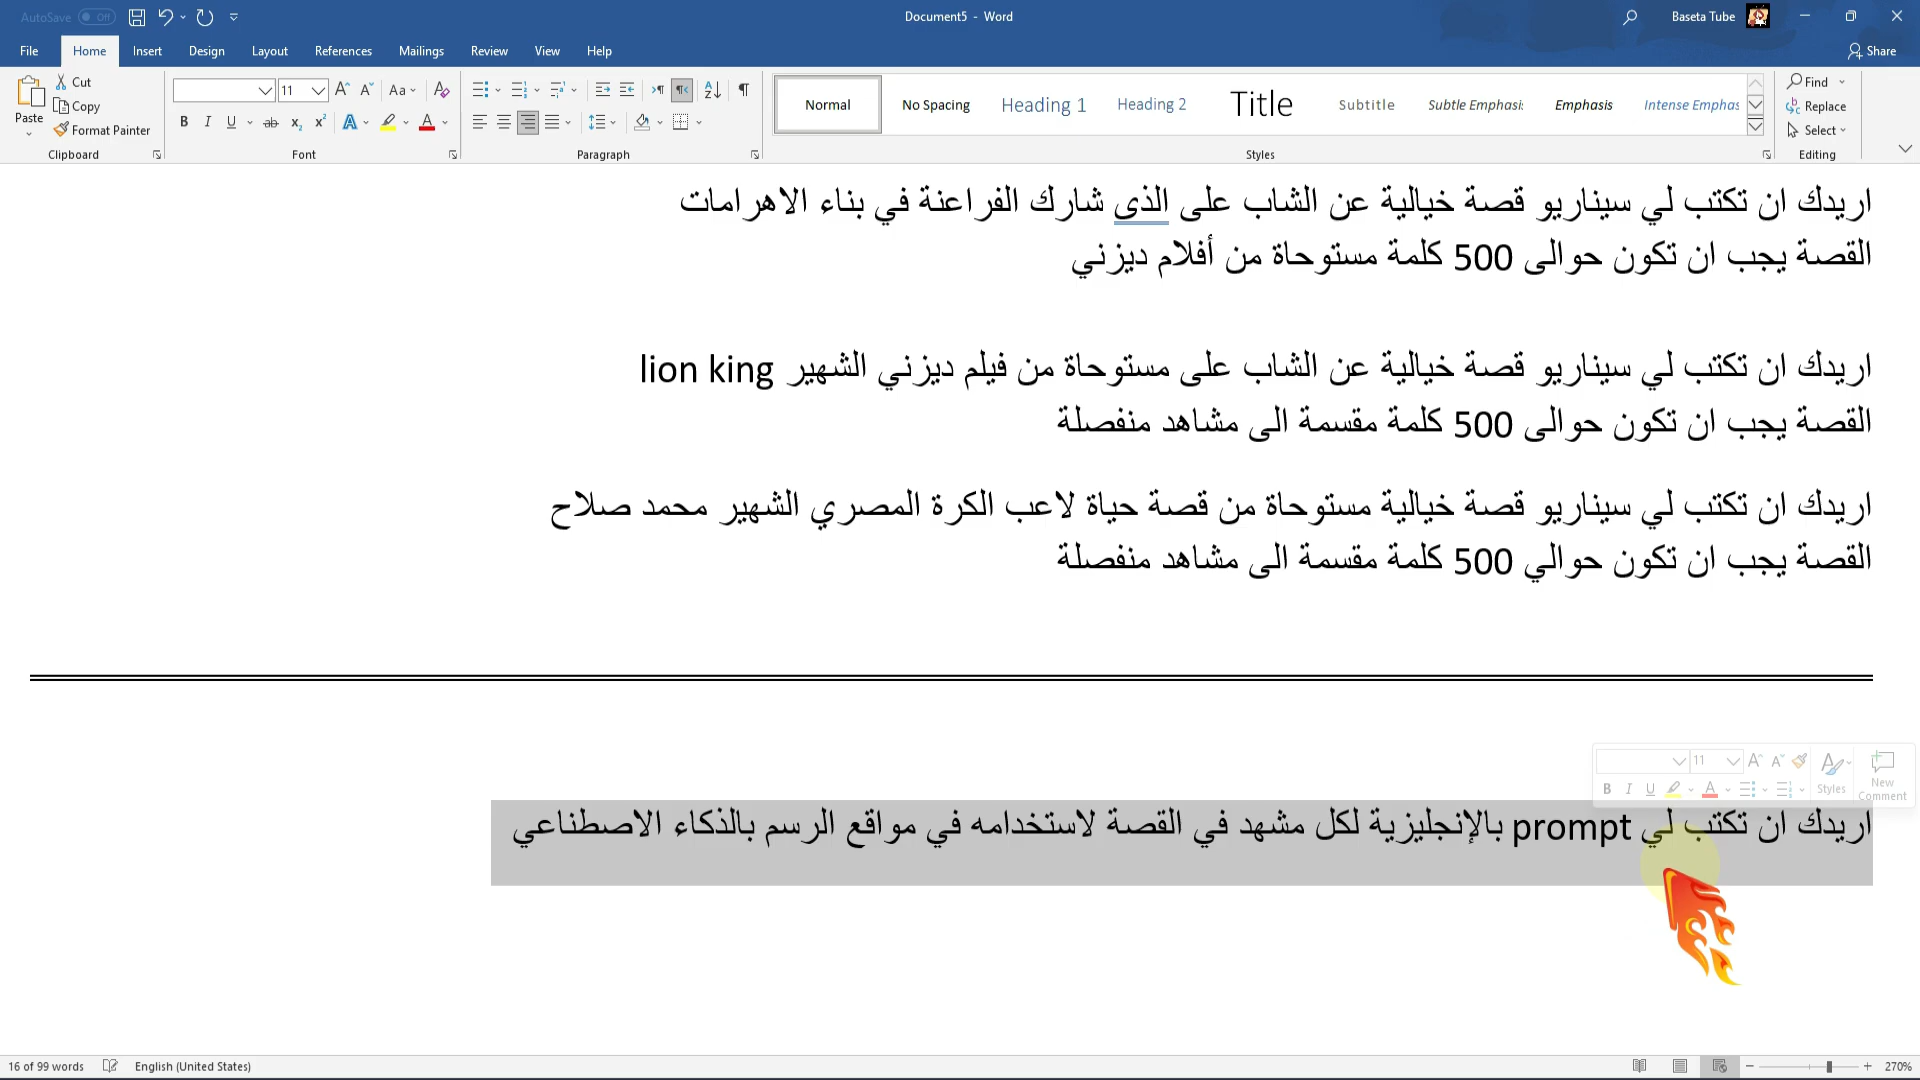 AutoSave Off
Document5 - Word
Baseta Tube
File Home Insert Design Layout References Mailings Review View Help
Share
Paste
Cut
Copy
Format Painter
Clipboard
11
Aa
Font
Paragraph
Normal
No Spacing
Heading 1
Heading 2
Title
Subtitle
Subtle Emphasi
Emphasis
Intense Emphas
Styles
Find
Replace
Select
Editing
اريدك ان تكتب لي سيناريو قصة خيالية عن الشاب على الذى شارك الفراعنة في بناء الاهرامات
القصة يجب ان تكون حوالى 500 كلمة مستوحاة من أفلام ديزني
اريدك ان تكتب لي سيناريو قصة خيالية عن الشاب على مستوحاة من فيلم ديزني الشهير lion king
القصة يجب ان تكون حوالى 500 كلمة مقسمة الى مشاهد منفصلة
اريدك ان تكتب لي سيناريو قصة خيالية مستوحاة من قصة حياة لاعب الكرة المصري الشهير محمد صلاح
القصة يجب ان تكون حوالي 500 كلمة مقسمة الى مشاهد منفصلة
11
Styles
New
Comment
اريدك ان تكتب لي prompt بالإنجليزية لكل مشهد في القصة لاستخدامه في مواقع الرسم بالذكاء الاصطناعي
16 of 99 words
English (United States)
270%